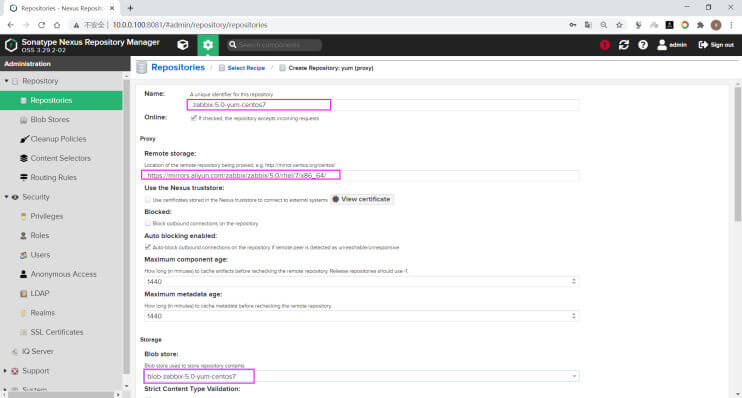 Repositories - Nexus Reposito
不安全 | 10.0.0.100:8081/#admin/repository/repositories
Sonatype Nexus Repository Manager
OSS 3.29.2-02
Search components
admin
Sign out
Administration
Repositories / Select Recipe / Create Repository: yum (proxy)
Repository
Repositories
Blob Stores
Cleanup Policies
Content Selectors
Routing Rules
Security
Privileges
Roles
Users
Anonymous Access
LDAP
Realms
SSL Certificates
IQ Server
Support
System
Name:
A unique identifier for this repository
zabbix-5.0-yum-centos7
Online:
If checked, the repository accepts incoming requests
Proxy
Remote storage:
Location of the remote repository being proxied, e.g. http://mirror.centos.org/centos/
https://mirrors.aliyun.com/zabbix/zabbix/5.0/rhel/7/x86_64/
Use the Nexus truststore:
Use certificates stored in the Nexus truststore to connect to external systems
View certificate
Blocked:
Block outbound connections on the repository
Auto blocking enabled:
Auto-block outbound connections on the repository if remote peer is detected as unreachable/unresponsive
Maximum component age:
How long (in minutes) to cache artifacts before rechecking the remote repository. Release repositories should use -1.
1440
Maximum metadata age:
How long (in minutes) to cache metadata before rechecking the remote repository.
1440
Storage
Blob store:
Blob store used to store repository contents
blob-zabbix-5.0-yum-centos7
Strict Content Type Validation: